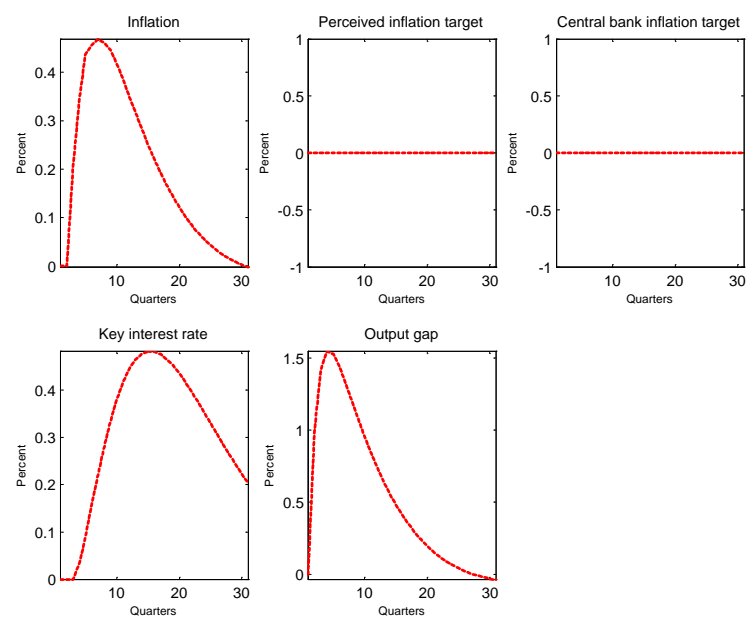 Inflation
Perceived inflation target
Central bank inflation target
Percent
0.4
0.3
0.2
0.1
0
10
20
30
Quarters
Percent
1
0.5
0
-0.5
-1
10
20
30
Quarters
Percent
1
0.5
0
-0.5
-1
10
20
30
Quarters
Key interest rate
Output gap
Percent
0.4
0.3
0.2
0.1
0
10
20
30
Quarters
Percent
1.5
1
0.5
0
10
20
30
Quarters